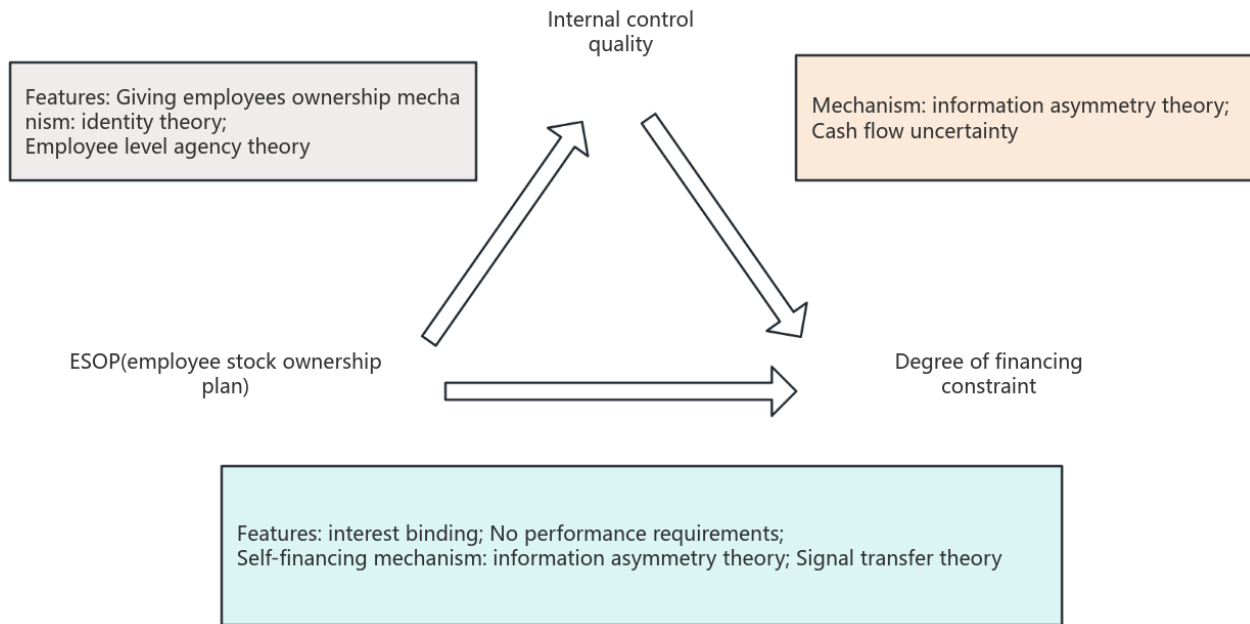 Internal control
quality
Features: Giving employees ownership mecha
nism: identity theory;
Employee level agency theory
Mechanism: information asymmetry theory;
Cash flow uncertainty
ESOP(employee stock ownership
plan)
Degree of financing
constraint
Features: interest binding; No performance requirements;
Self-financing mechanism: information asymmetry theory; Signal transfer theory